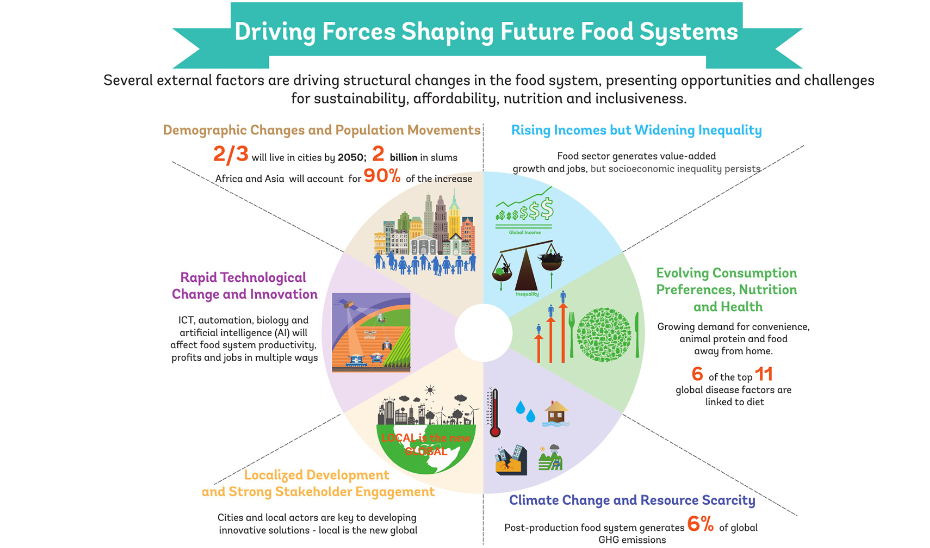 Driving Forces Shaping Future Food Systems
Several external factors are driving structural changes in the food system, presenting opportunities and challenges
for sustainability, affordability, nutrition and inclusiveness.
Demographic Changes and Population Movements
2/3 will live in cities by 2050; 2 billion in slums
Africa and Asia will account for 90% of the increase
Rising Incomes but Widening Inequality
Food sector generates value-added
growth and jobs, but socioeconomic inequality persists
$$$$$$
Global Income
Inequality
Rapid Technological
Change and Innovation
ICT, automation, biology and
artificial intelligence (AI) will
affect food system productivity,
profits and jobs in multiple ways
Evolving Consumption
Preferences, Nutrition
and Health
Growing demand for convenience,
animal protein and food
away from home.
6 of the top 11
global disease factors are
linked to diet
LOCAL is the new
GLOBAL
Localized Development
and Strong Stakeholder Engagement
Cities and local actors are key to developing
innovative solutions - local is the new global
Climate Change and Resource Scarcity
Post-production food system generates 6% of global
GHG emissions